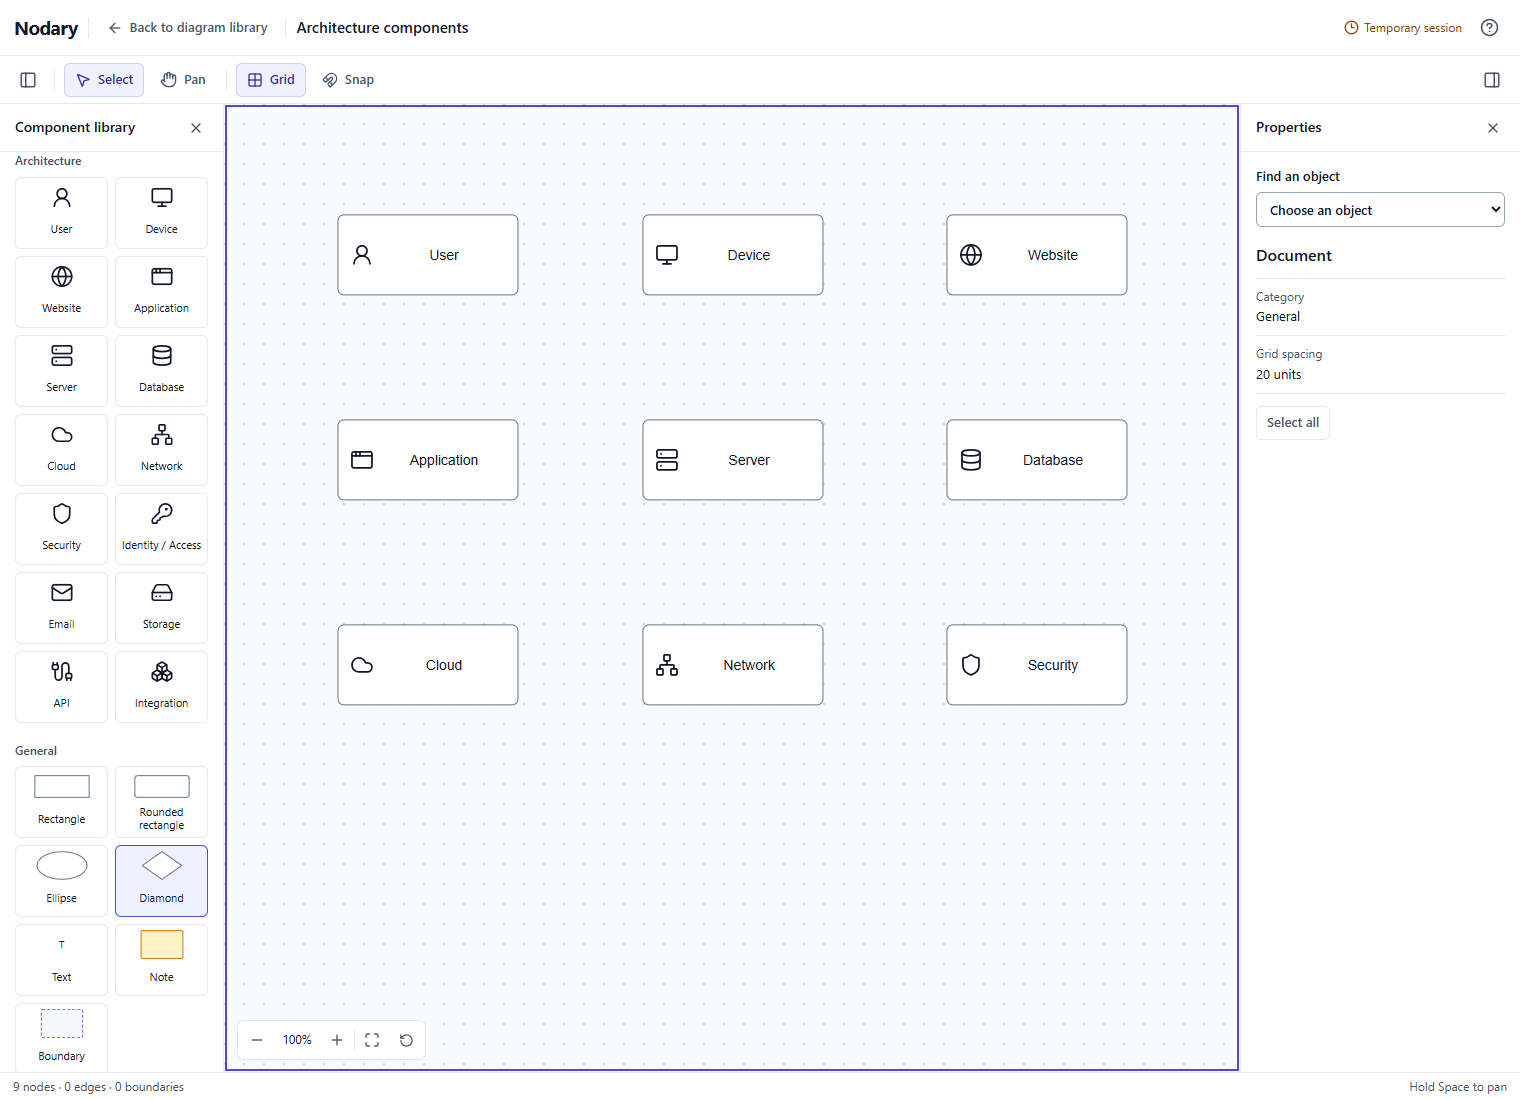 Nodary
Back to diagram library
Architecture components
Temporary session
Select
Pan
Grid
Snap
Component library
Architecture
User
Device
Website
Application
Server
Database
Cloud
Network
Security
Identity / Access
Email
Storage
API
Integration
General
Rectangle
Rounded
rectangle
Ellipse
Diamond
T
Text
Note
Boundary
User
Device
Website
Application
Server
Database
Cloud
Network
Security
100%
Properties
Find an object
Choose an object
Document
Category
General
Grid spacing
20 units
Select all
9 nodes · 0 edges · 0 boundaries
Hold Space to pan